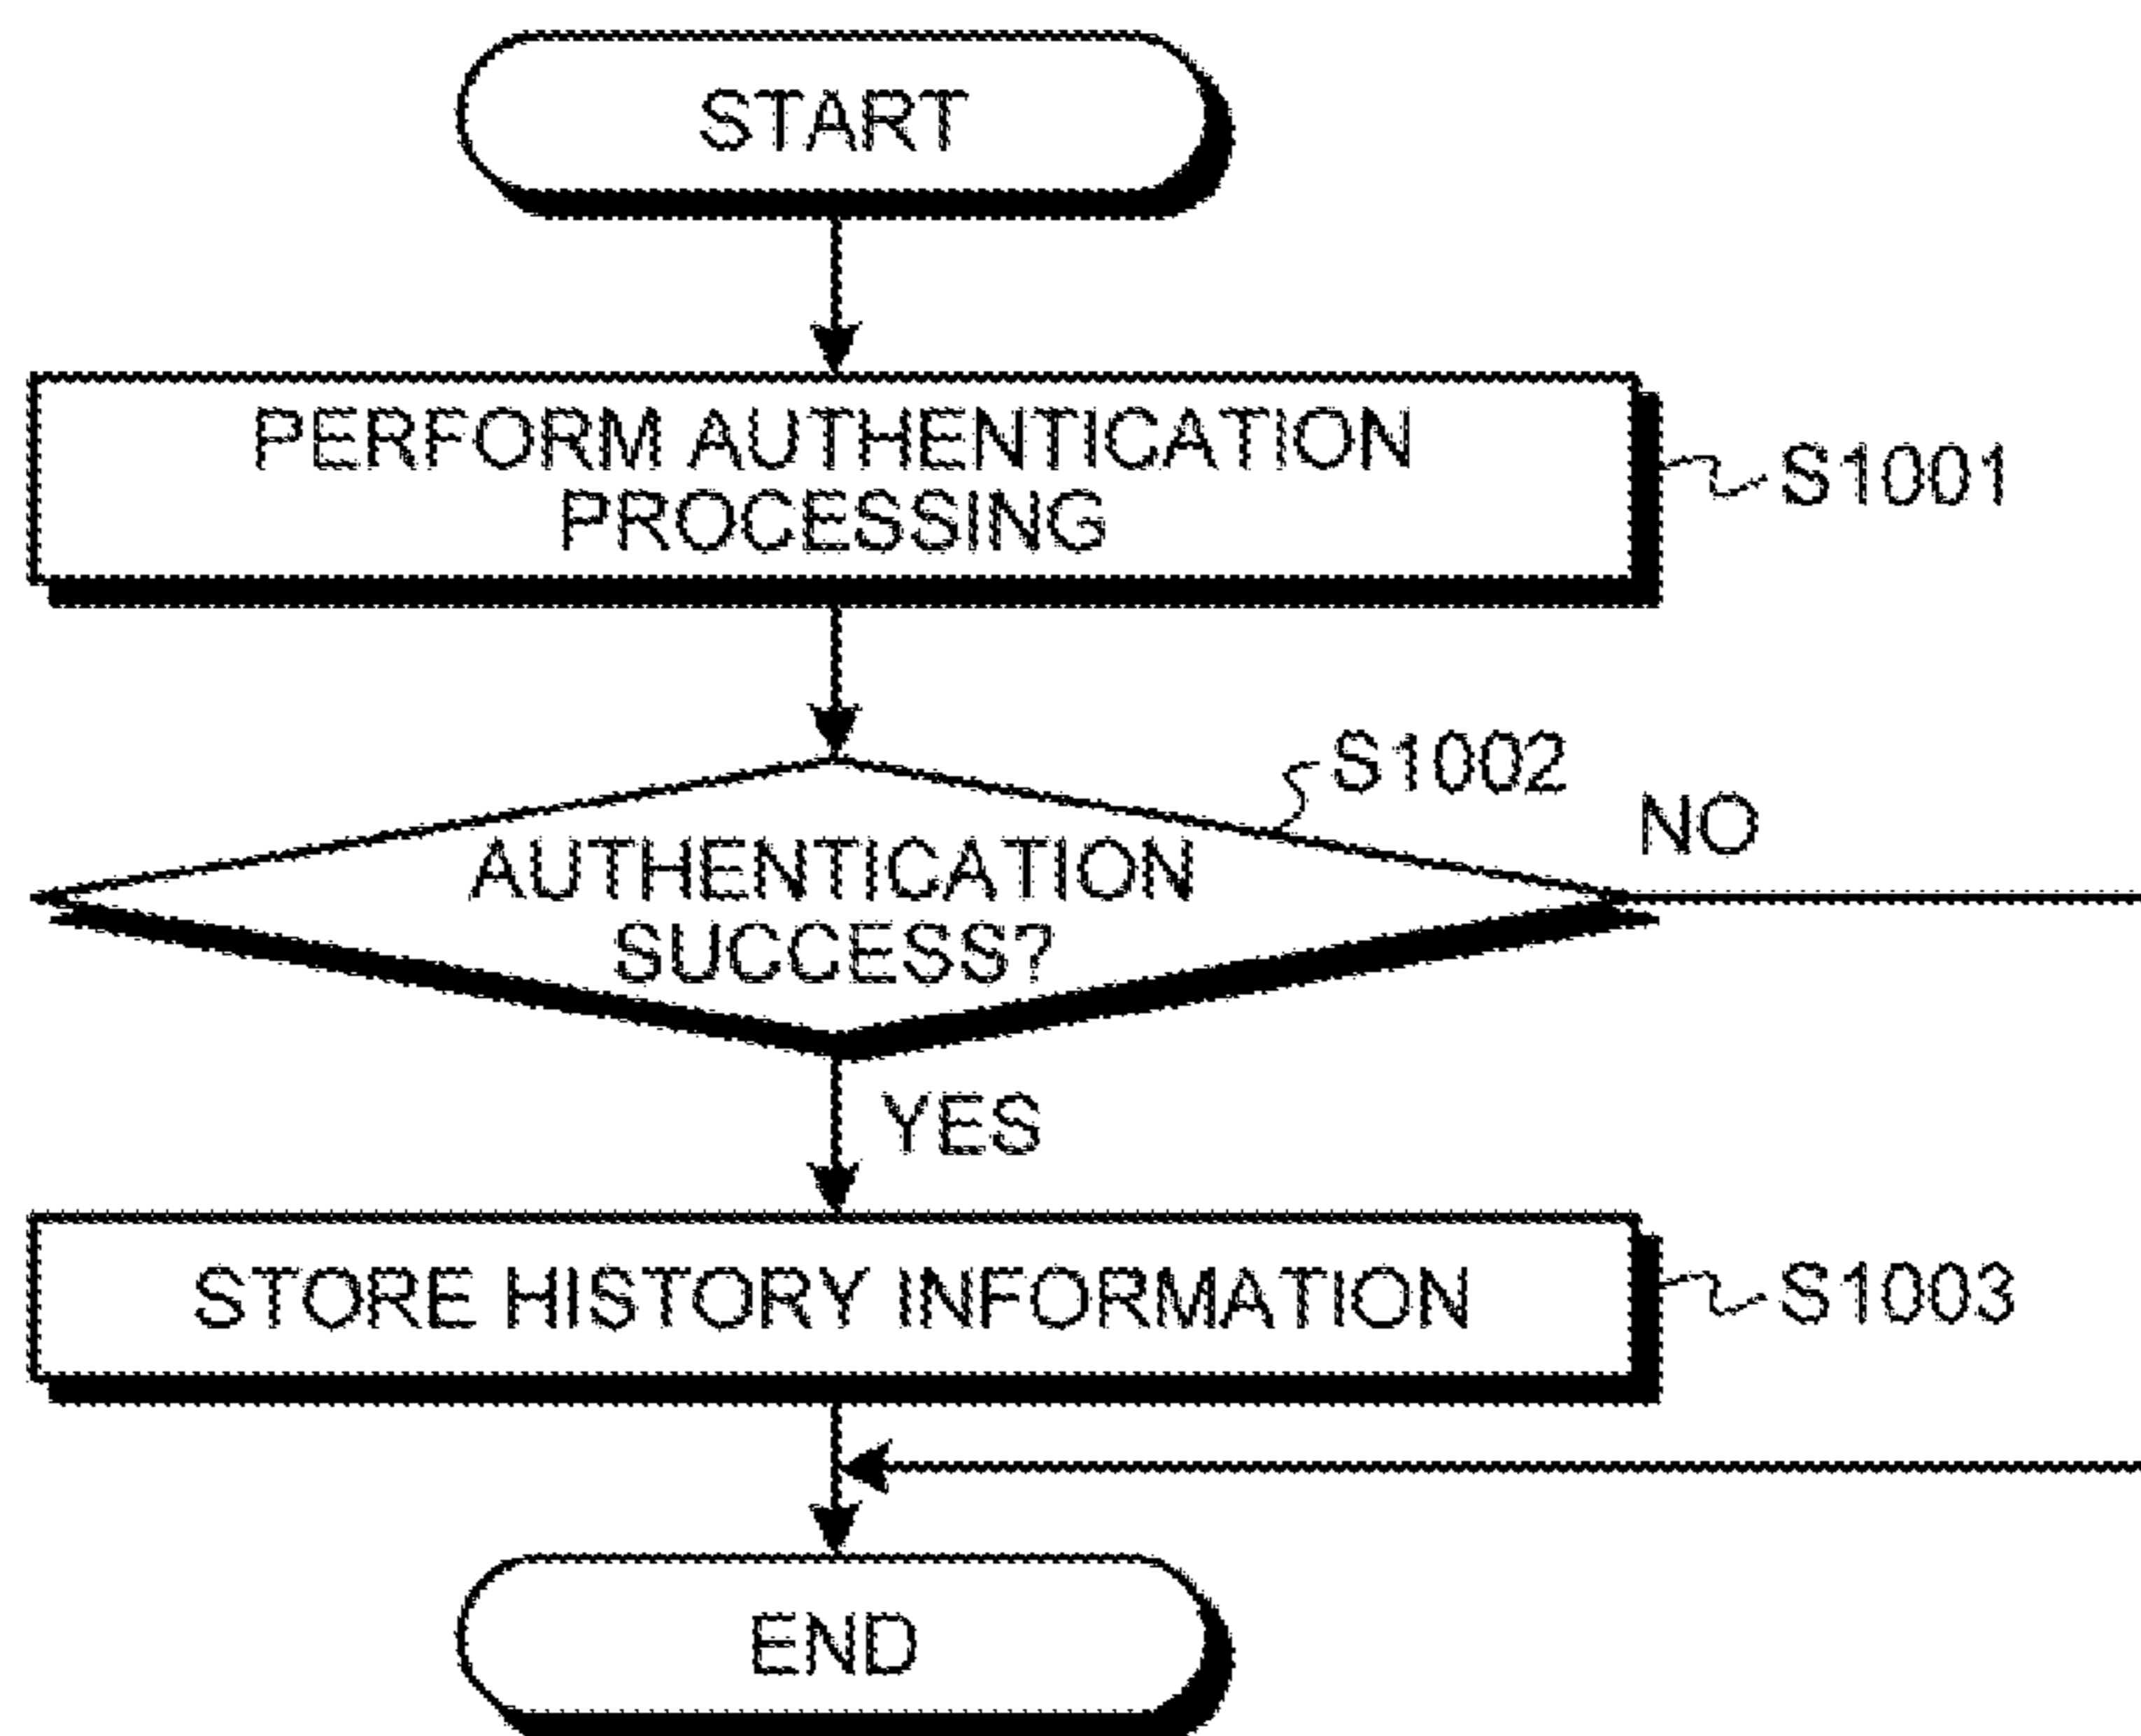 START
PERFORM AUTHENTICATION
PROCESSING
S1001
S1002
NO
AUTHENTICATION
SUCCESS?
YES
STORE HISTORY INFORMATION
S1003
END